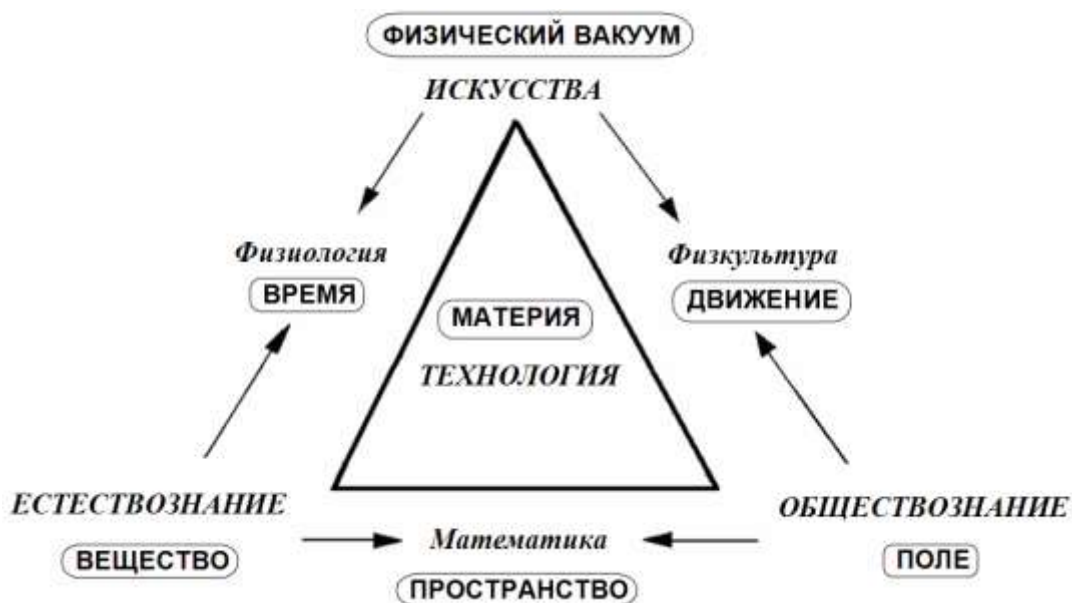 ФИЗИЧЕСКИЙ ВАКУУМ
ИСКУССТВА
Физиология
ВРЕМЯ
Физкультура
ДВИЖЕНИЕ
МАТЕРИЯ
ТЕХНОЛОГИЯ
ЕСТЕСТВОЗНАНИЕ
ВЕЩЕСТВО
Математика
ПРОСТРАНСТВО
ОБЩЕСТВОЗНАНИЕ
ПОЛЕ